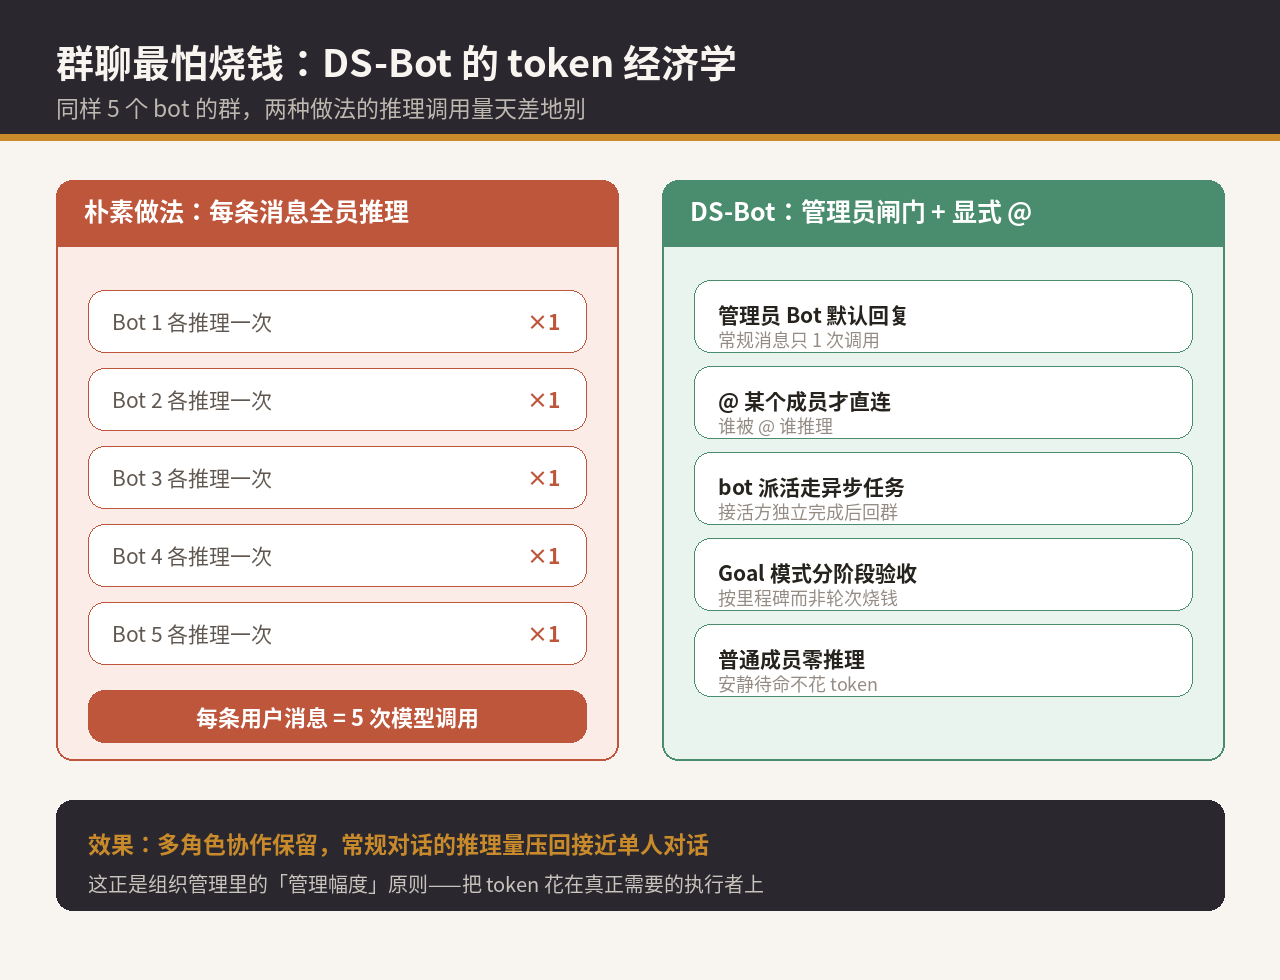 群聊最怕烧钱：DS-Bot 的 token 经济学
同样 5 个 bot 的群，两种做法的推理调用量天差地别
朴素做法：每条消息全员推理
Bot 1 各推理一次 ×1
Bot 2 各推理一次 ×1
Bot 3 各推理一次 ×1
Bot 4 各推理一次 ×1
Bot 5 各推理一次 ×1
每条用户消息 = 5 次模型调用
DS-Bot：管理员闸门 + 显式 @
管理员 Bot 默认回复
常规消息只 1 次调用
@ 某个成员才直连
谁被 @ 谁推理
bot 派活走异步任务
接活方独立完成后回群
Goal 模式分阶段验收
按里程碑而非轮次烧钱
普通成员零推理
安静待命不花 token
效果：多角色协作保留，常规对话的推理量压回接近单人对话
这正是组织管理里的「管理幅度」原则——把 token 花在真正需要的执行者上